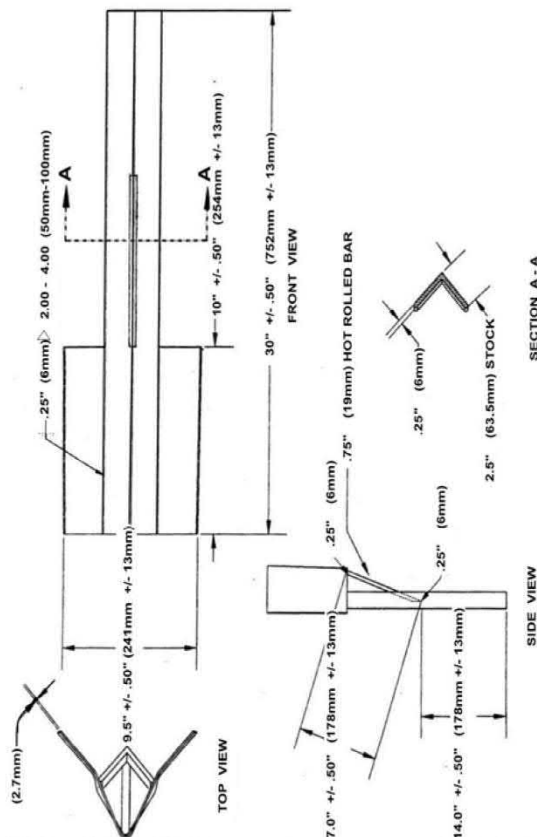 .25" (6mm) 2.00 - 4.00 (50mm-100mm)
A
A
10" +/- .50" (254mm +/- 13mm)
30" +/- .50" (752mm +/- 13mm)
FRONT VIEW
9.5" +/- .50" (241mm +/- 13mm)
(2.7mm)
TOP VIEW
.25" (6mm)
.75" (19mm) HOT ROLLED BAR
.25" (6mm)
7.0" +/- .50" (178mm +/- 13mm)
14.0" +/- .50" (178mm +/- 13mm)
SIDE VIEW
.25" (6mm)
2.5" (63.5mm) STOCK
SECTION A - A